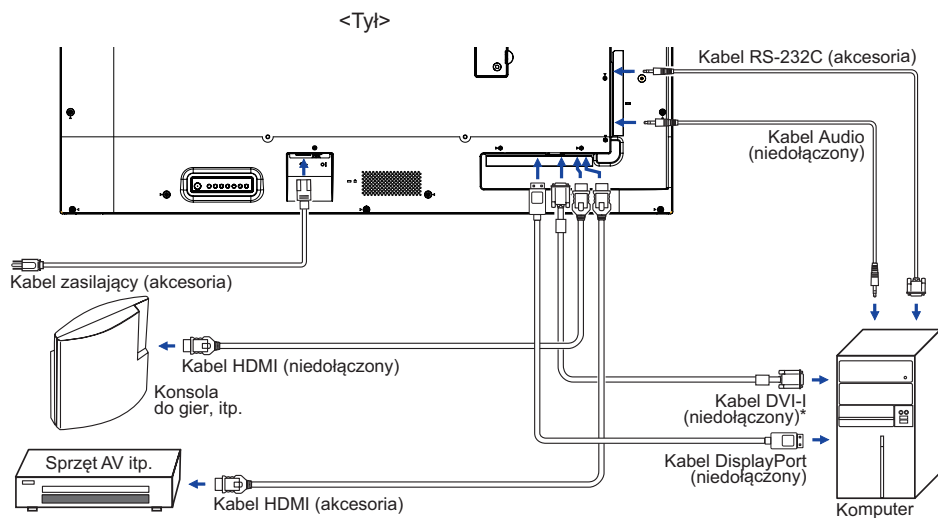 <Tył>
Kabel RS-232C (akcesoria)
Kabel Audio
(niedołączony)
Kabel zasilający (akcesoria)
Kabel HDMI (niedołączony)
Konsola
do gier, itp.
Kabel DVI-I
(niedołączony)*
Sprzęt AV itp.
Kabel DisplayPort
(niedołączony)
Kabel HDMI (akcesoria)
Komputer